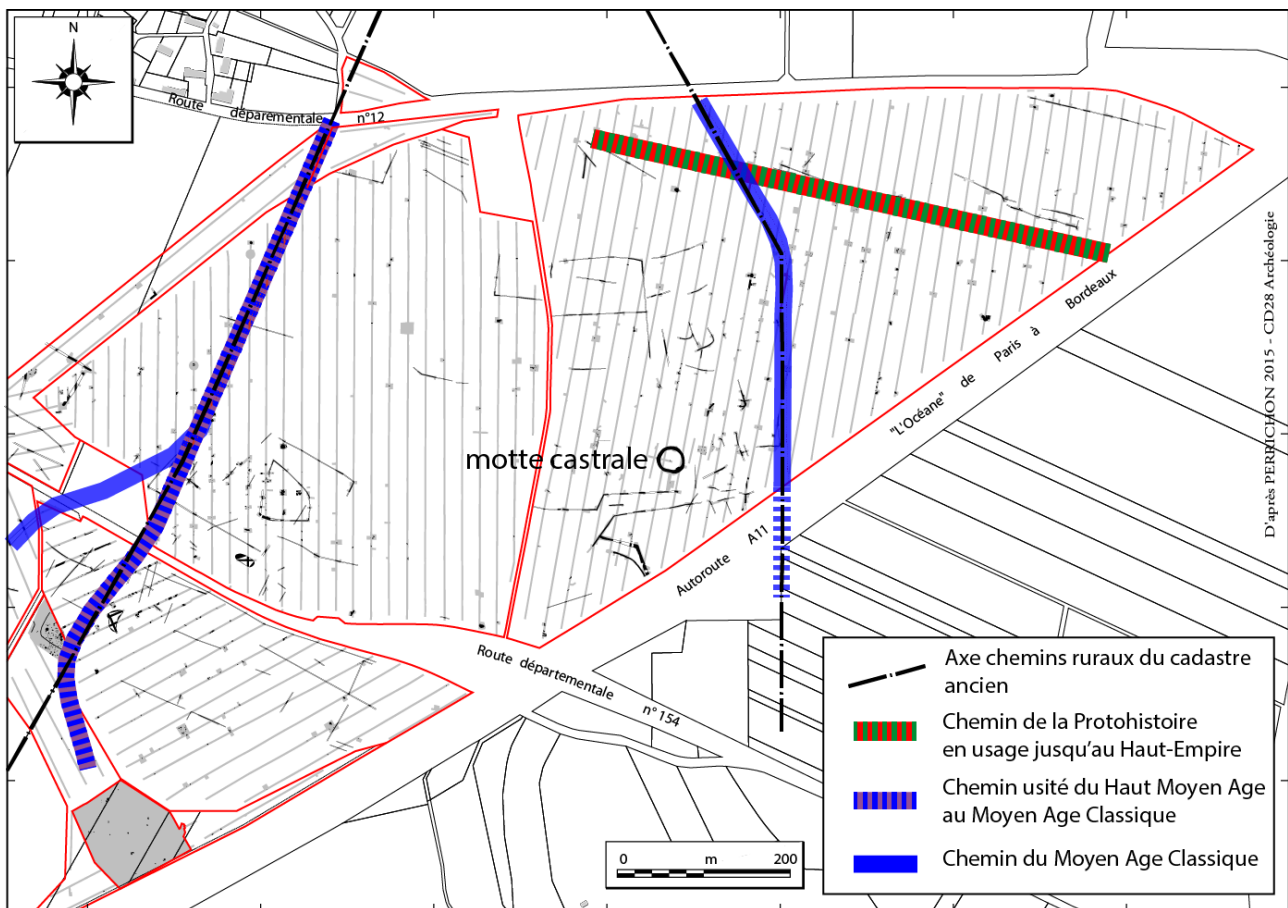 N
Route déparementale n°12
motte castrale
Autoroute A11 "L'Océane" de Paris à Bordeaux
Route départementale n° 154
D'après PERRICHON 2015 - CD28 Archéologie
Axe chemins ruraux du cadastre
ancien
Chemin de la Protohistoire
en usage jusqu'au Haut-Empire
Chemin usité du Haut Moyen Age
au Moyen Age Classique
Chemin du Moyen Age Classique
0 m 200